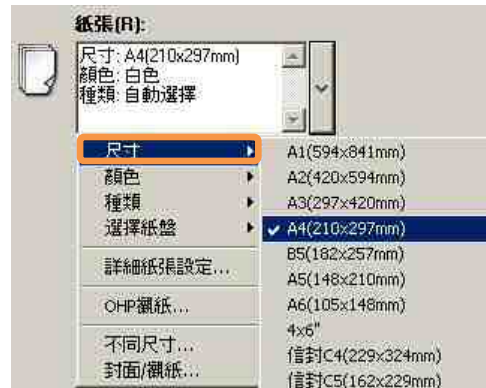 紙張(R):
尺寸: A4(210x297mm)
顏色: 白色
種類: 自動選擇
尺寸
顏色
種類
選擇紙盤
詳細紙張設定...
OHP襯紙...
不同尺寸...
封面/襯紙...
A1(594x841mm)
A2(420x594mm)
A3(297x420mm)
A4(210x297mm)
B5(182x257mm)
A5(148x210mm)
A6(105x148mm)
4x6"
信封C4(229x324mm)
信封C5(162x229mm)